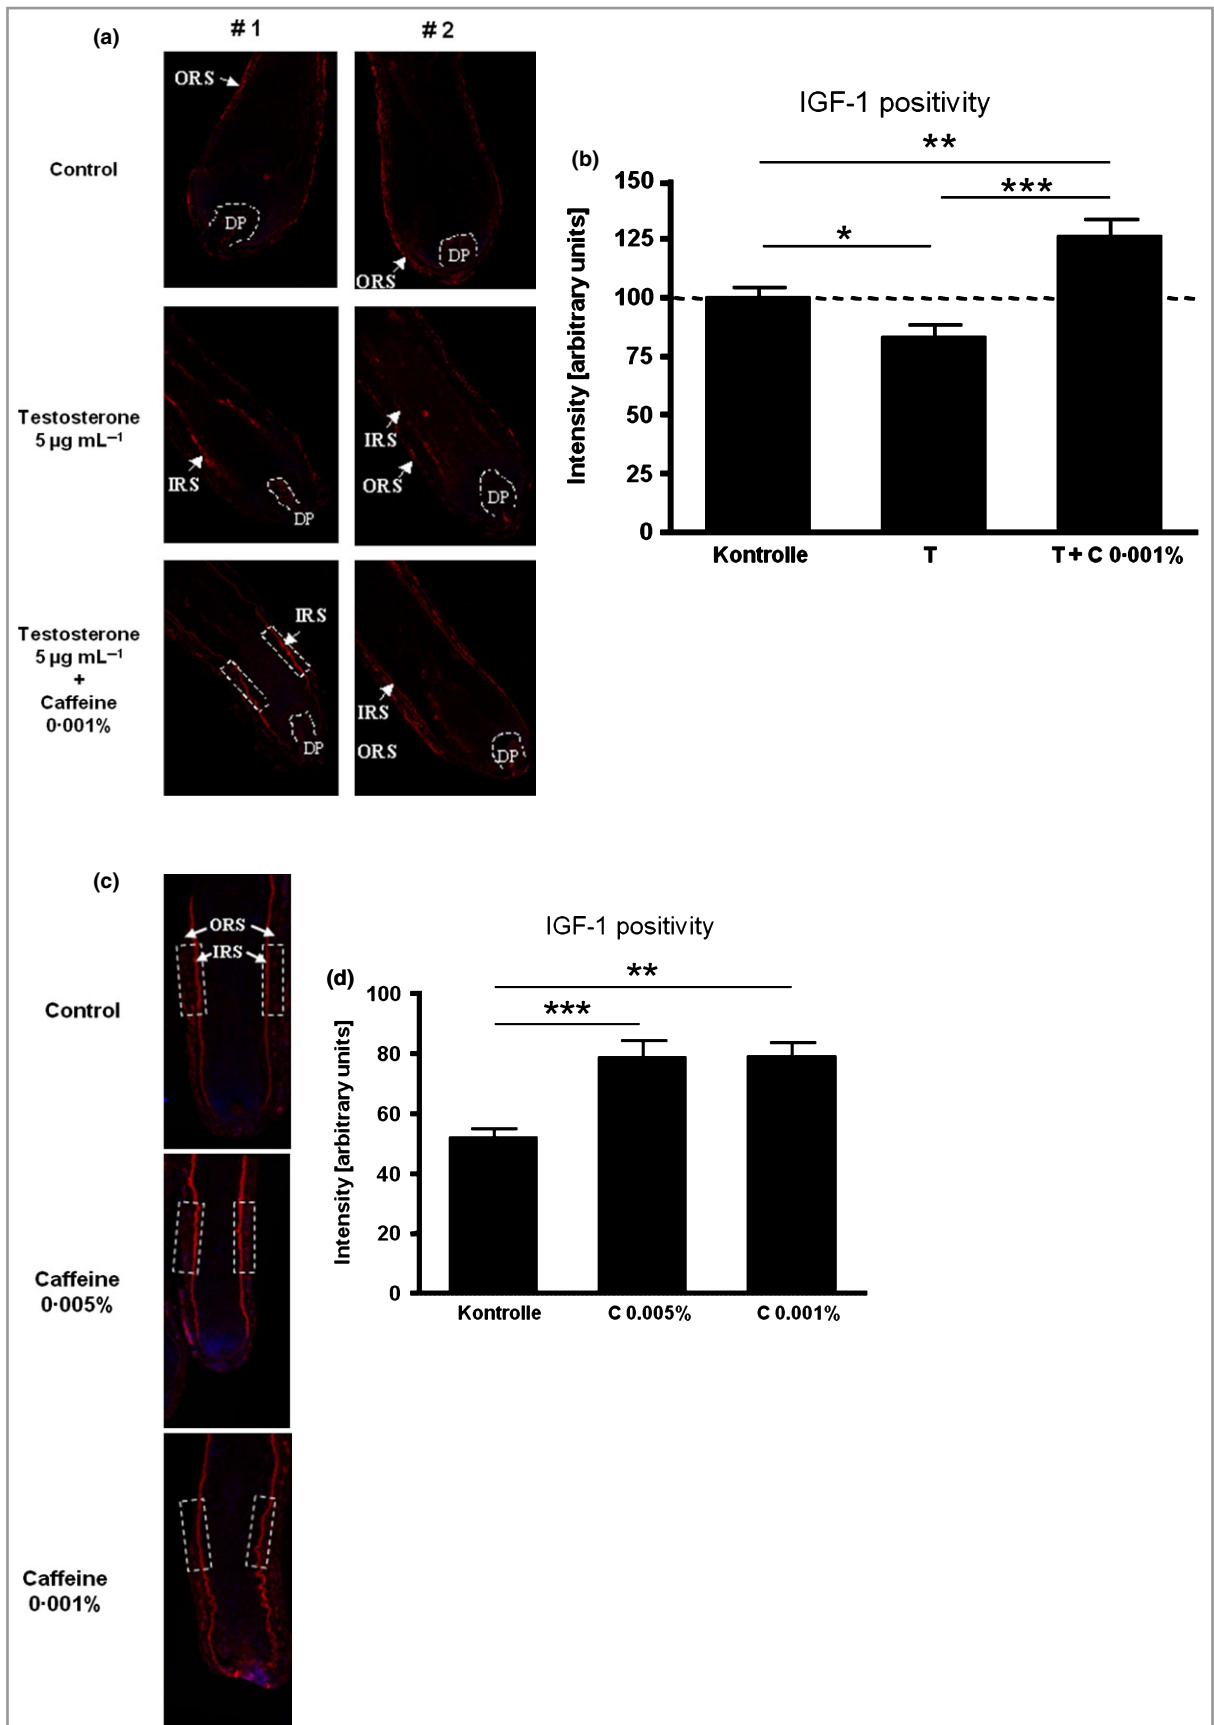 (a)
# 1
# 2
Control
ORS
DP
DP
ORS
Testosterone
5 µg mL⁻¹
IRS
DP
IRS
ORS
DP
Testosterone
5 µg mL⁻¹
+
Caffeine
0·001%
IRS
DP
IRS
ORS
DP
(b)
IGF-1 positivity
**
***
*
Intensity [arbitrary units]
150
125
100
75
50
25
0
Kontrolle
T
T + C 0·001%
(c)
Control
ORS
IRS
Caffeine
0·005%
Caffeine
0·001%
(d)
IGF-1 positivity
**
***
Intensity [arbitrary units]
100
80
60
40
20
0
Kontrolle
C 0.005%
C 0.001%